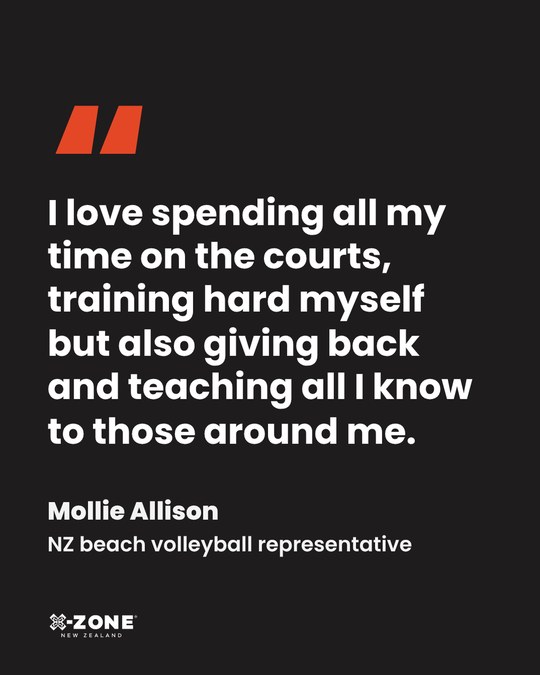 I love spending all my
time on the courts,
training hard myself
but also giving back
and teaching all I know
to those around me.
Mollie Allison
NZ beach volleyball representative
X-ZONE
NEW ZEALAND